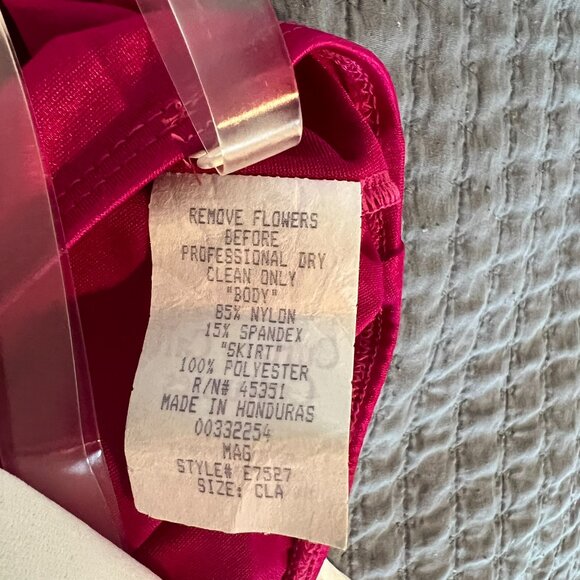 REMOVE FLOWERS
BEFORE
PROFESSIONAL DRY
CLEAN ONLY
"BODY"
85% NYLON
15% SPANDEX
"SKIRT"
100% POLYESTER
R/N# 45351
MADE IN HONDURAS
00332254
MAG
STYLE# E7527
SIZE: CLA